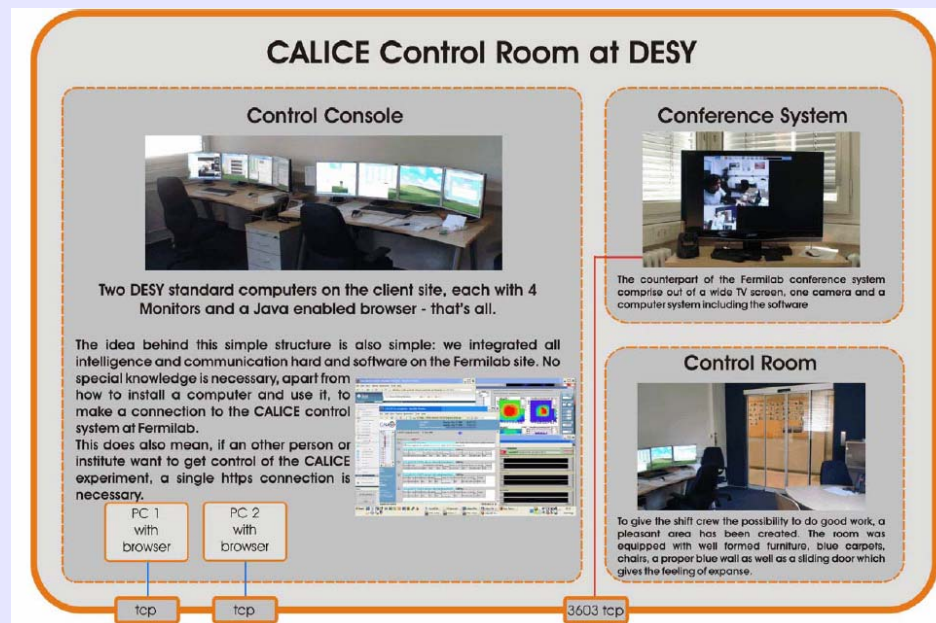 CALICE Control Room at DESY
Control Console
Two DESY standard computers on the client site, each with 4
Monitors and a Java enabled browser - that's all.
The idea behind this simple structure is also simple: we integrated all
intelligence and communication hard and software on the Fermilab site. No
special knowledge is necessary, apart from
how to install a computer and use it, to
make a connection to the CALICE control
system at Fermilab.
This does also mean, if an other person or
institute want to get control of the CALICE
experiment, a single https connection is
necessary.
PC 1
with
browser
PC 2
with
browser
tcp
tcp
Conference System
The counterpart of the Fermilab conference system
comprise out of a wide TV screen, one camera and a
computer system including the software
Control Room
To give the shift crew the possibility to do good work, a
pleasant area has been created. The room was
equipped with well formed furniture, blue carpets,
chairs, a proper blue wall as well as a sliding door which
gives the feeling of expanse.
3603 tcp